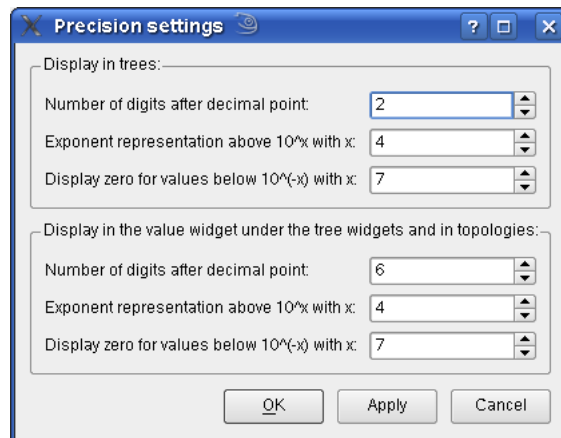 Precision settings
Display in trees:
Number of digits after decimal point: 2
Exponent representation above 10^x with x: 4
Display zero for values below 10^(-x) with x: 7
Display in the value widget under the tree widgets and in topologies:
Number of digits after decimal point: 6
Exponent representation above 10^x with x: 4
Display zero for values below 10^(-x) with x: 7
OK Apply Cancel